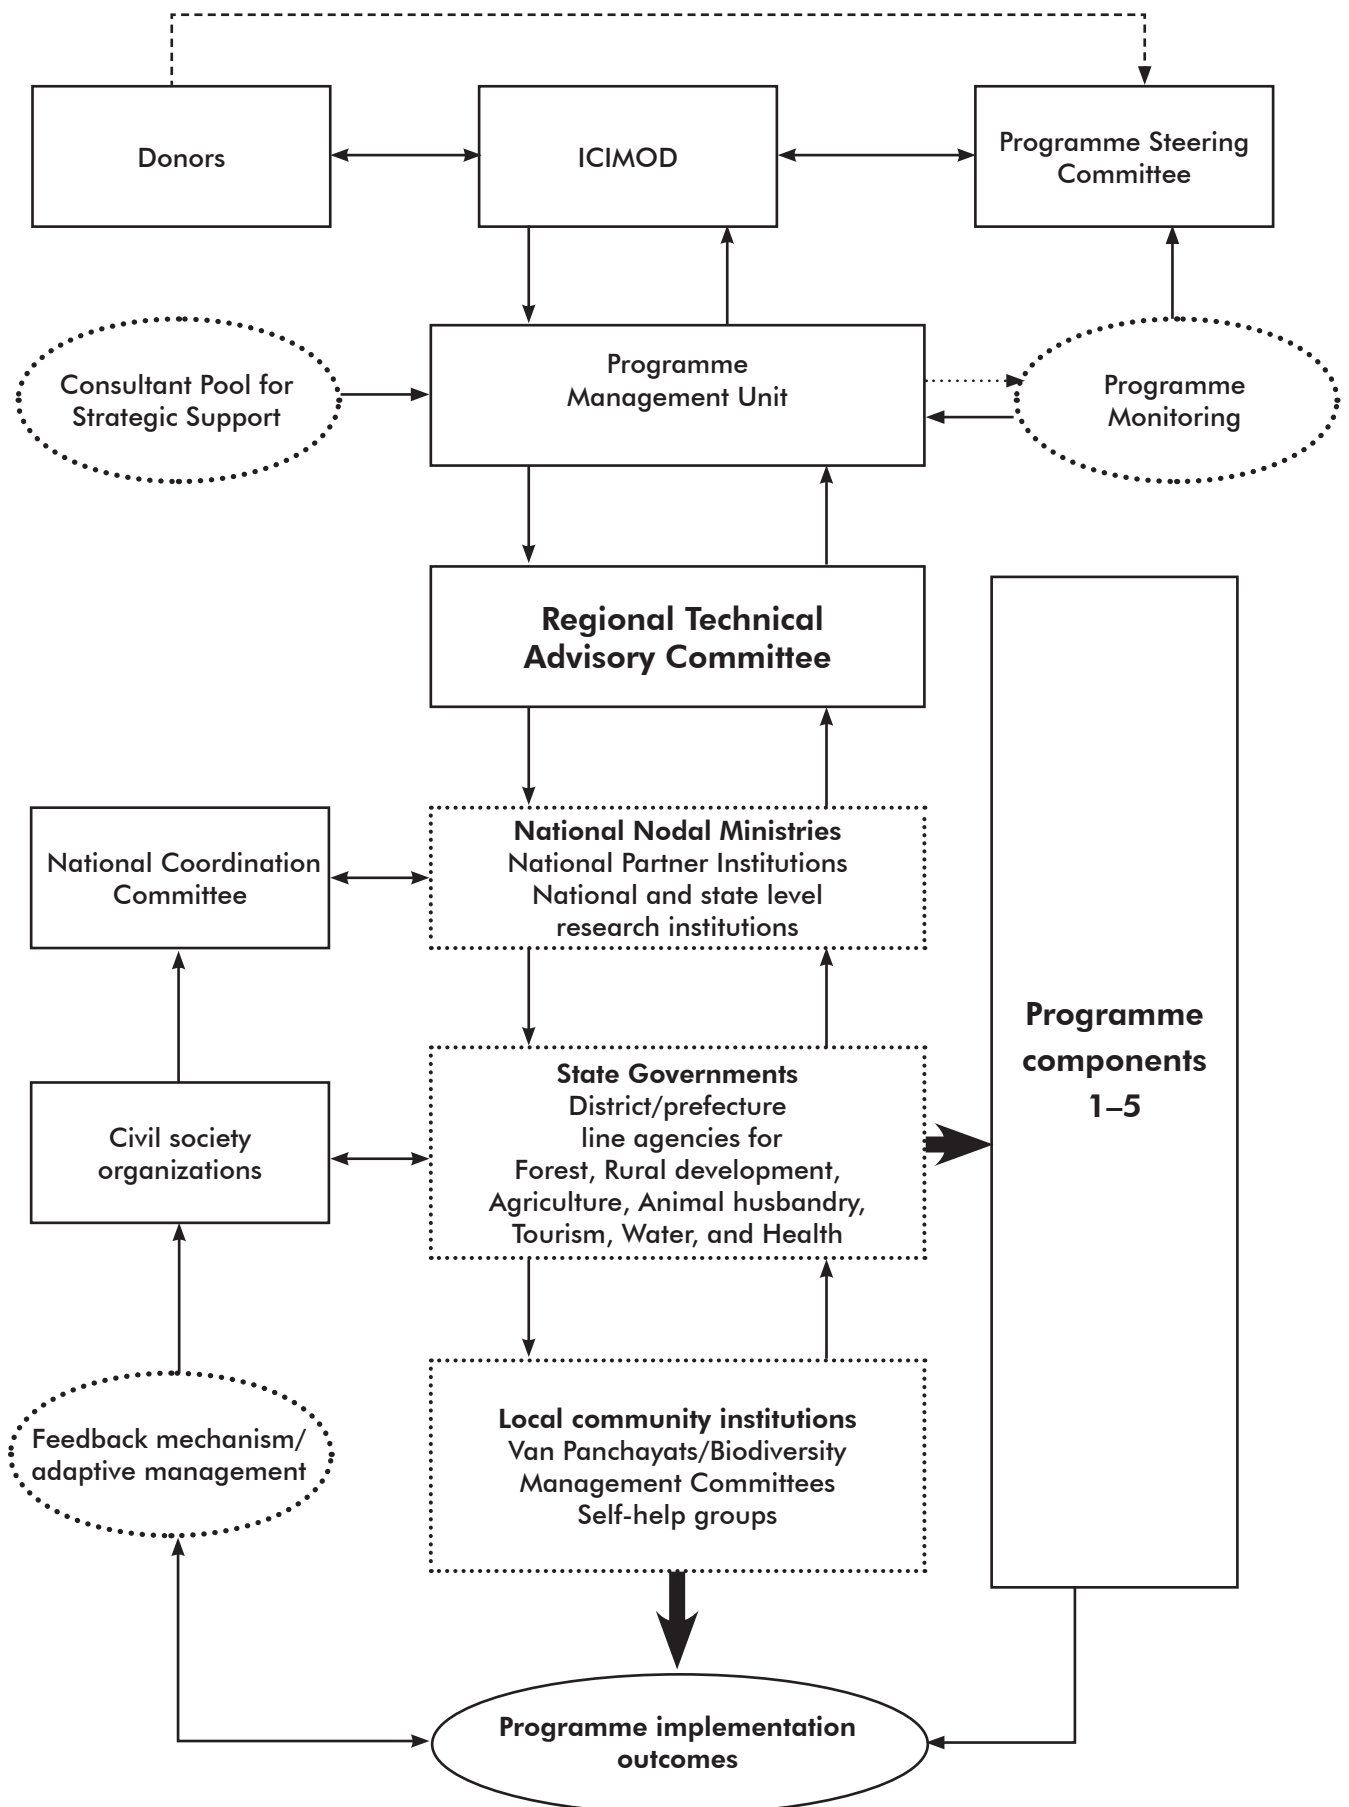 Donors
ICIMOD
Programme Steering
Committee
Consultant Pool for
Strategic Support
Programme
Management Unit
Programme
Monitoring
Regional Technical
Advisory Committee
National Coordination
Committee
National Nodal Ministries
National Partner Institutions
National and state level
research institutions
Civil society
organizations
State Governments
District/prefecture
line agencies for
Forest, Rural development,
Agriculture, Animal husbandry,
Tourism, Water, and Health
Programme
components
1–5
Feedback mechanism/
adaptive management
Local community institutions
Van Panchayats/Biodiversity
Management Committees
Self-help groups
Programme implementation
outcomes